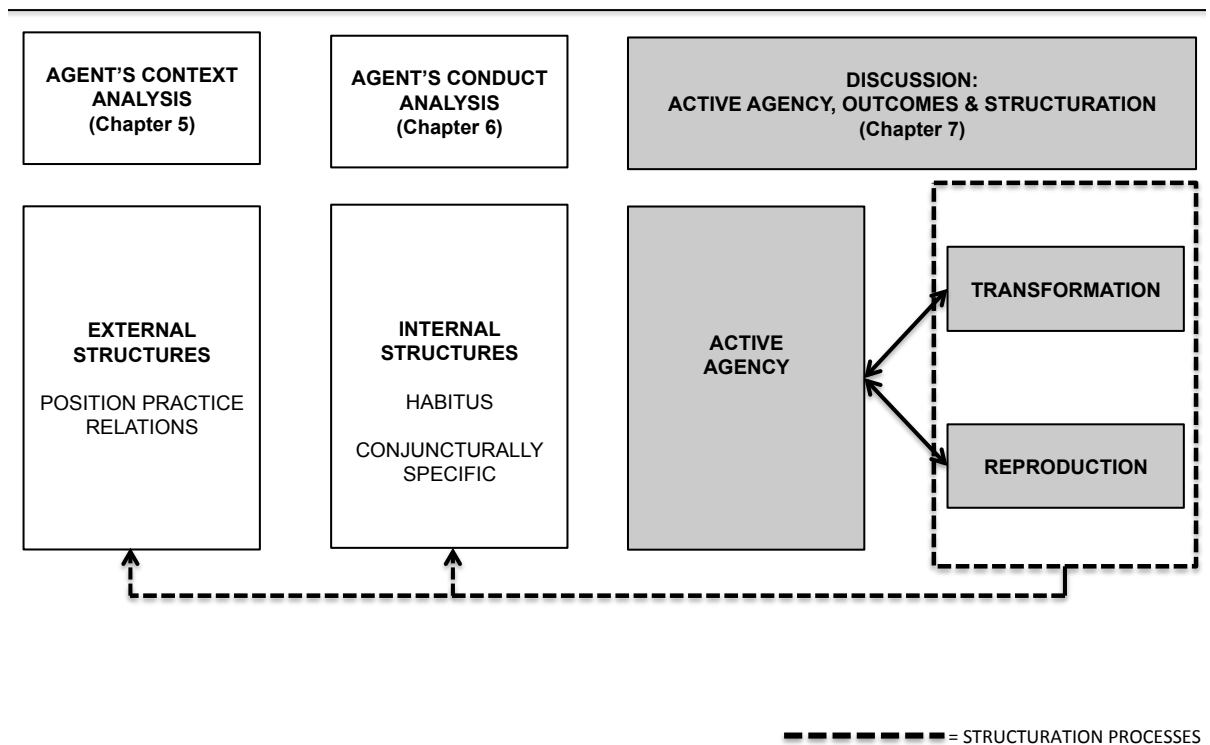 AGENT’S CONTEXT
ANALYSIS
(Chapter 5)
AGENT’S CONDUCT
ANALYSIS
(Chapter 6)
DISCUSSION:
ACTIVE AGENCY, OUTCOMES & STRUCTURATION
(Chapter 7)
EXTERNAL
STRUCTURES
POSITION PRACTICE
RELATIONS
INTERNAL
STRUCTURES
HABITUS
CONJUNCTURALLY
SPECIFIC
ACTIVE
AGENCY
TRANSFORMATION
REPRODUCTION
= STRUCTURATION PROCESSES